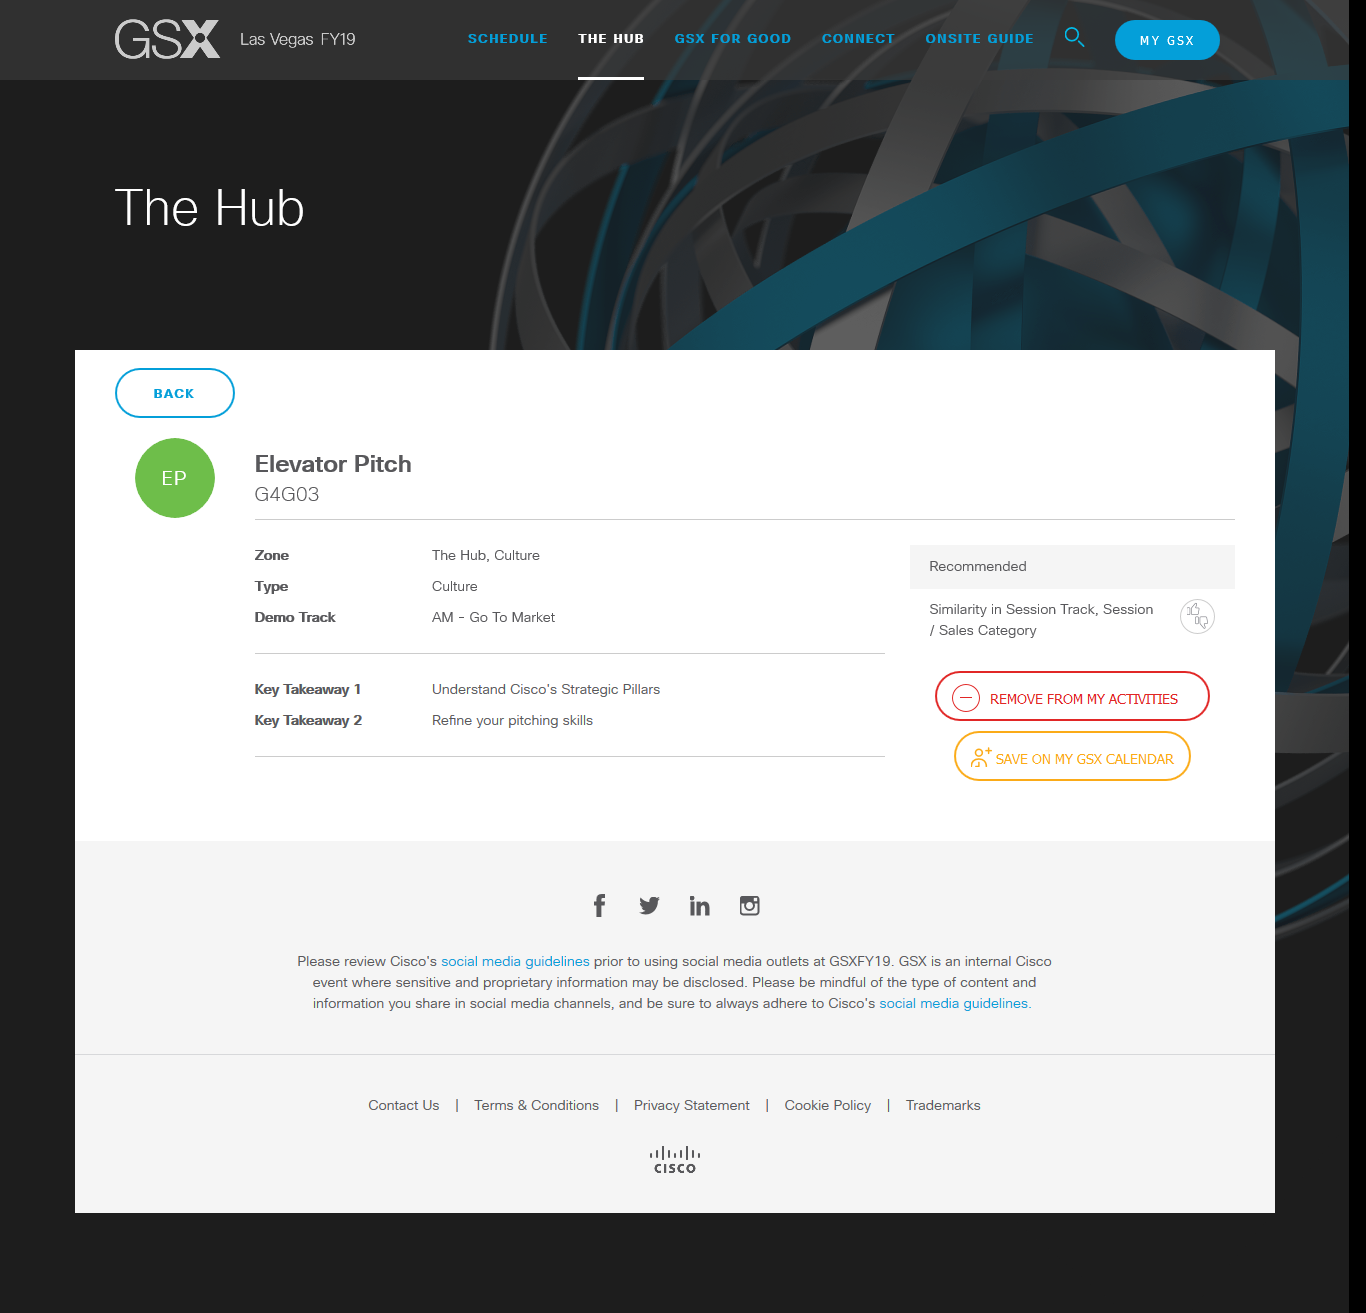 GSX Las Vegas FY19 SCHEDULE THE HUB GSX FOR GOOD CONNECT ONSITE GUIDE MY GSX
The Hub
BACK
EP
Elevator Pitch
G4G03
Zone The Hub, Culture
Type Culture
Demo Track AM - Go To Market
Key Takeaway 1 Understand Cisco's Strategic Pillars
Key Takeaway 2 Refine your pitching skills
Recommended
Similarity in Session Track, Session
/ Sales Category
REMOVE FROM MY ACTIVITIES
SAVE ON MY GSX CALENDAR
Please review Cisco's social media guidelines prior to using social media outlets at GSXFY19. GSX is an internal Cisco
event where sensitive and proprietary information may be disclosed. Please be mindful of the type of content and
information you share in social media channels, and be sure to always adhere to Cisco's social media guidelines.
Contact Us | Terms & Conditions | Privacy Statement | Cookie Policy | Trademarks
CISCO